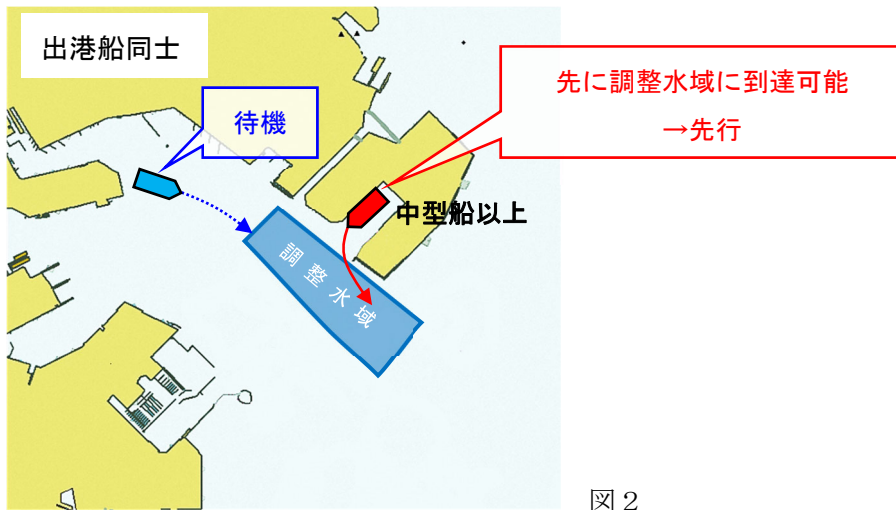 出港船同士
先に調整水域に到達可能
→先行
待機
中型船以上
調整水域
図２